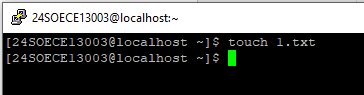 24SOECE13003@localhost:~
[24SOECE13003@localhost ~]$ touch 1.txt
[24SOECE13003@localhost ~]$